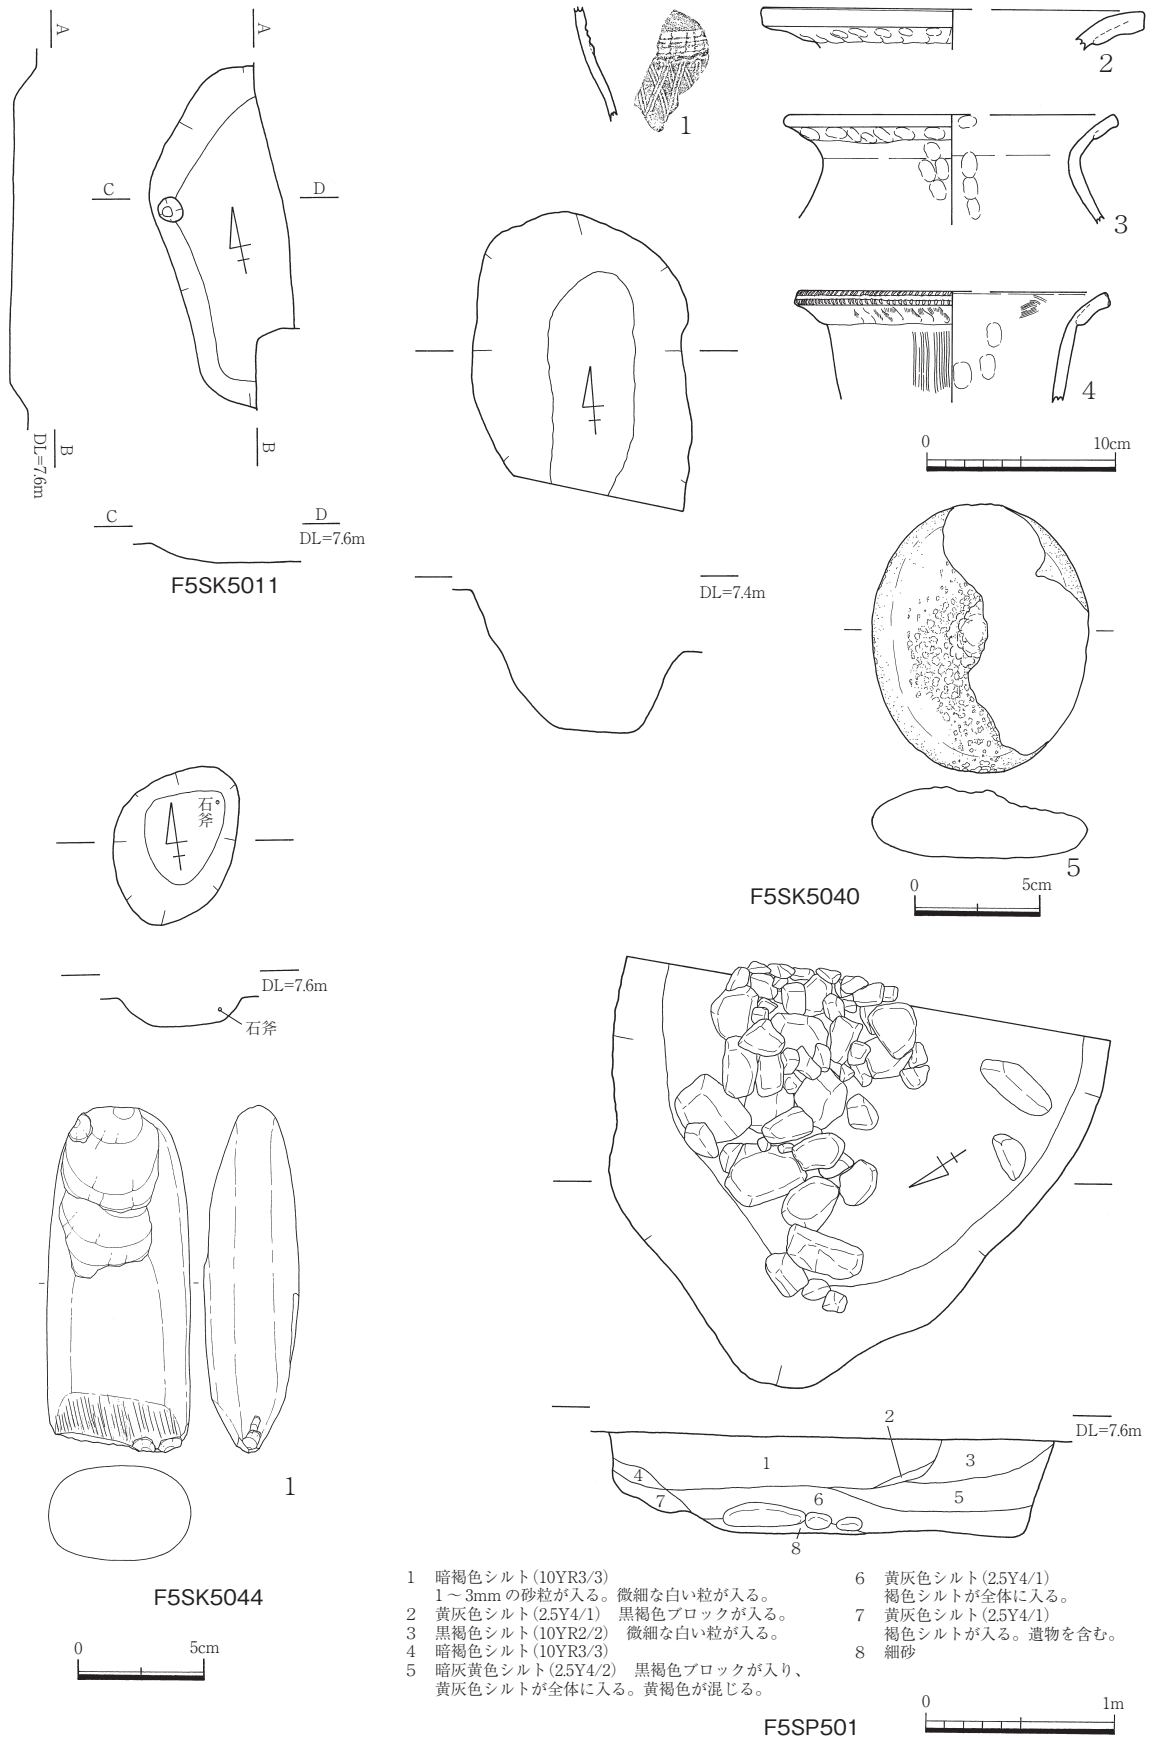 A
A
C
D
B
B
DL=7.6m
C
D
DL=7.6m
F5SK5011
1
2
3
4
0
10cm
DL=7.4m
5
F5SK5040
0
5cm
石斧
DL=7.6m
石斧
1
F5SK5044
0
5cm
DL=7.6m
2
1
3
4
7
6
5
8
1 暗褐色シルト(10YR3/3)
1～3mmの砂粒が入る。微細な白い粒が入る。
2 黄灰色シルト(2.5Y4/1) 黒褐色ブロックが入る。
3 黒褐色シルト(10YR2/2) 微細な白い粒が入る。
4 暗褐色シルト(10YR3/3)
5 暗灰黄色シルト(2.5Y4/2) 黒褐色ブロックが入り、
黄灰色シルトが全体に入る。黄褐色が混じる。
6 黄灰色シルト(2.5Y4/1)
褐色シルトが全体に入る。
7 黄灰色シルト(2.5Y4/1)
褐色シルトが入る。遺物を含む。
8 細砂
F5SP501
0
1m